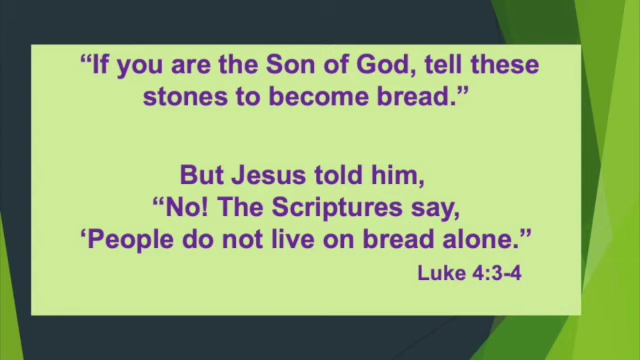 “If you are the Son of God, tell these
stones to become bread.”
But Jesus told him,
“No! The Scriptures say,
‘People do not live on bread alone.”
Luke 4:3-4